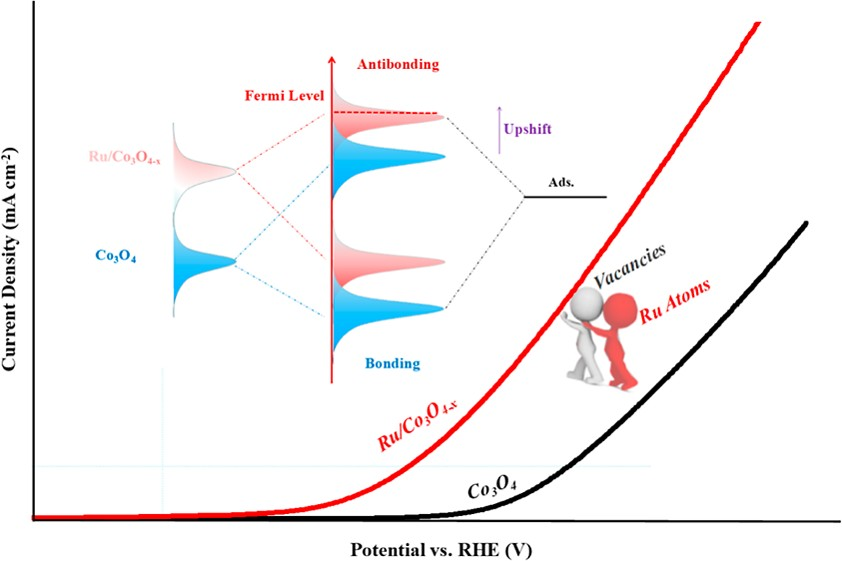 Antibonding
Fermi Level
Upshift
Ru/Co₃O₄₋ₓ
Ads.
Co₃O₄
Vacancies
Ru Atoms
Bonding
Ru/Co₃O₄₋ₓ
Co₃O₄
Current Density (mA cm⁻²)
Potential vs. RHE (V)